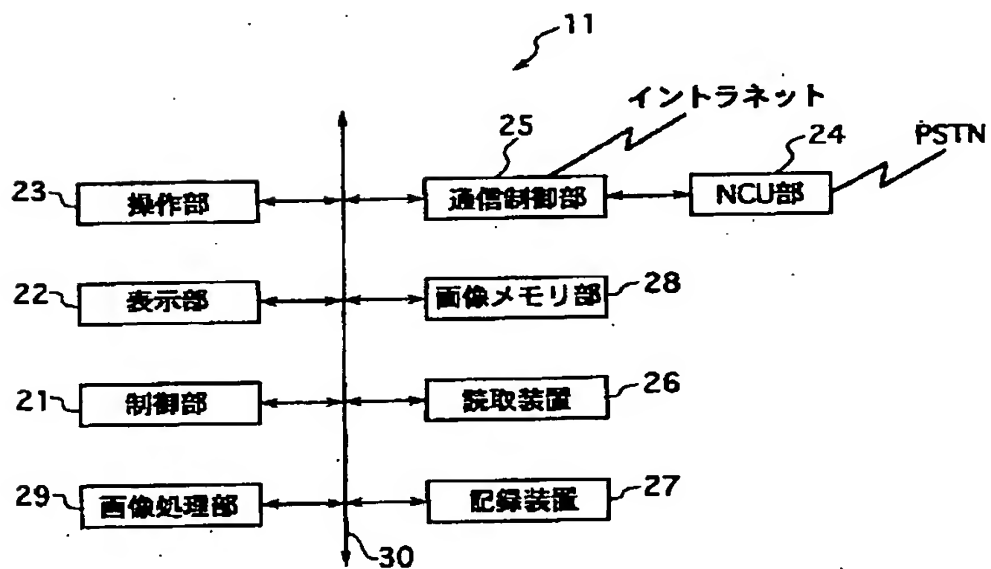 11
イントラネット
25
24
PSTN
23
操作部
通信制御部
NCU部
22
表示部
画像メモリ部
28
21
制御部
読取装置
26
29
画像処理部
記録装置
27
30